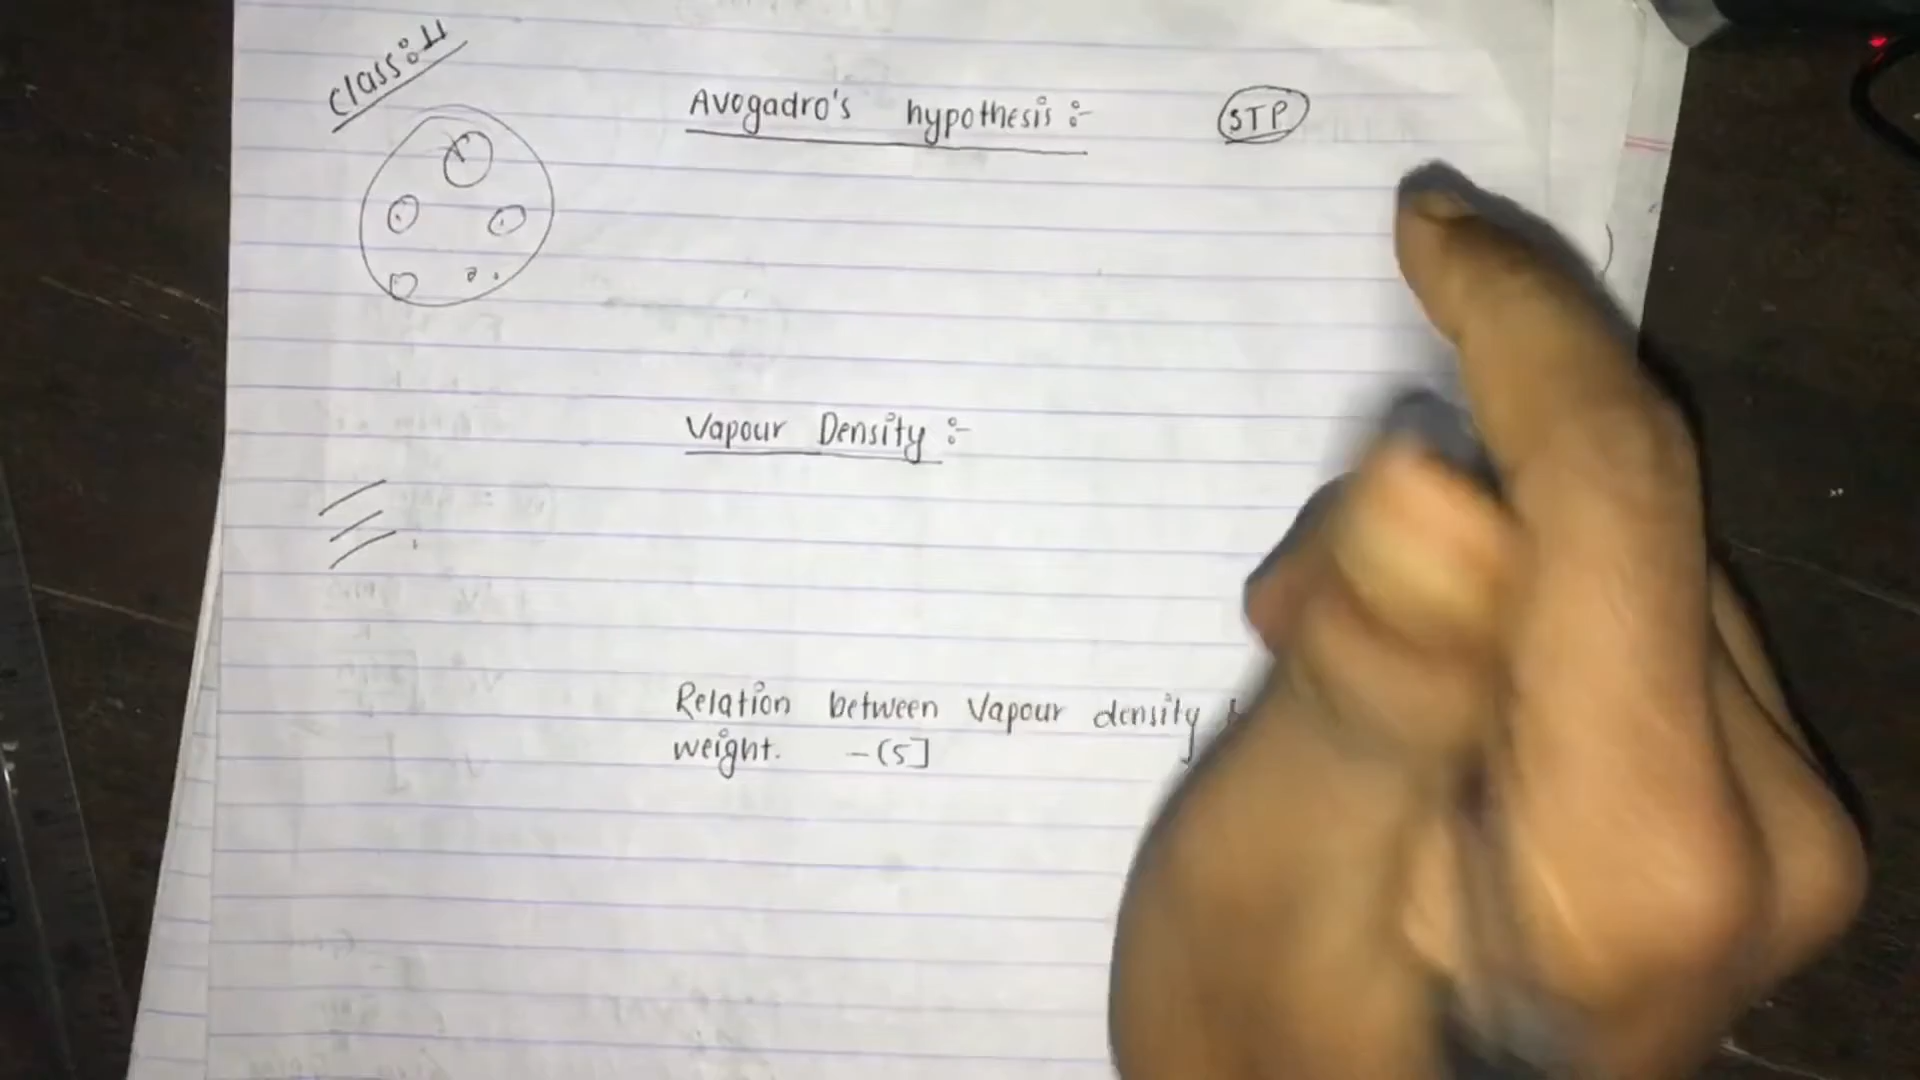 Class:11
Avogadro's hypothesis :-
STP
Vapour Density :-
Relation between Vapour density
weight. -(5]